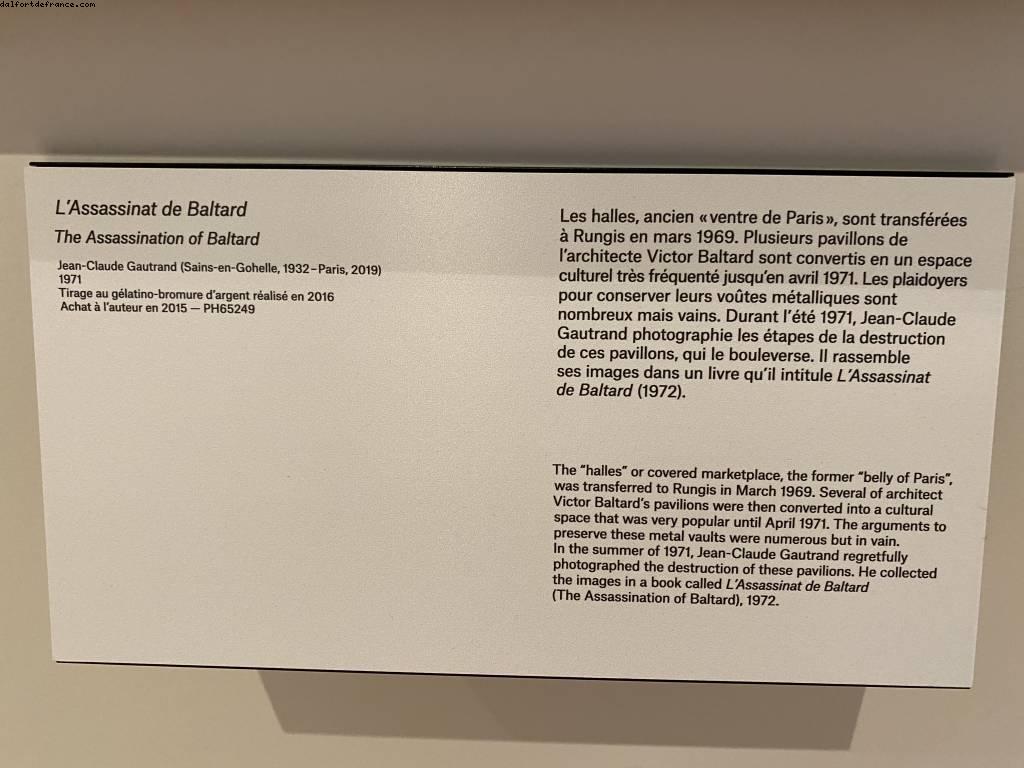 dalfortdefrance.com
L'Assassinat de Baltard
The Assassination of Baltard
Jean-Claude Gautrand (Sains-en-Gohelle, 1932–Paris, 2019)
1971
Tirage au gélatino-bromure d'argent réalisé en 2016
Achat à l'auteur en 2015 — PH65249
Les halles, ancien « ventre de Paris », sont transférées
à Rungis en mars 1969. Plusieurs pavillons de
l'architecte Victor Baltard sont convertis en un espace
culturel très fréquenté jusqu'en avril 1971. Les plaidoyers
pour conserver leurs voûtes métalliques sont
nombreux mais vains. Durant l'été 1971, Jean-Claude
Gautrand photographie les étapes de la destruction
de ces pavillons, qui le bouleverse. Il rassemble
ses images dans un livre qu'il intitule L'Assassinat
de Baltard (1972).
The "halles" or covered marketplace, the former "belly of Paris",
was transferred to Rungis in March 1969. Several of architect
Victor Baltard's pavilions were then converted into a cultural
space that was very popular until April 1971. The arguments to
preserve these metal vaults were numerous but in vain.
In the summer of 1971, Jean-Claude Gautrand regretfully
photographed the destruction of these pavilions. He collected
the images in a book called L'Assassinat de Baltard
(The Assassination of Baltard), 1972.